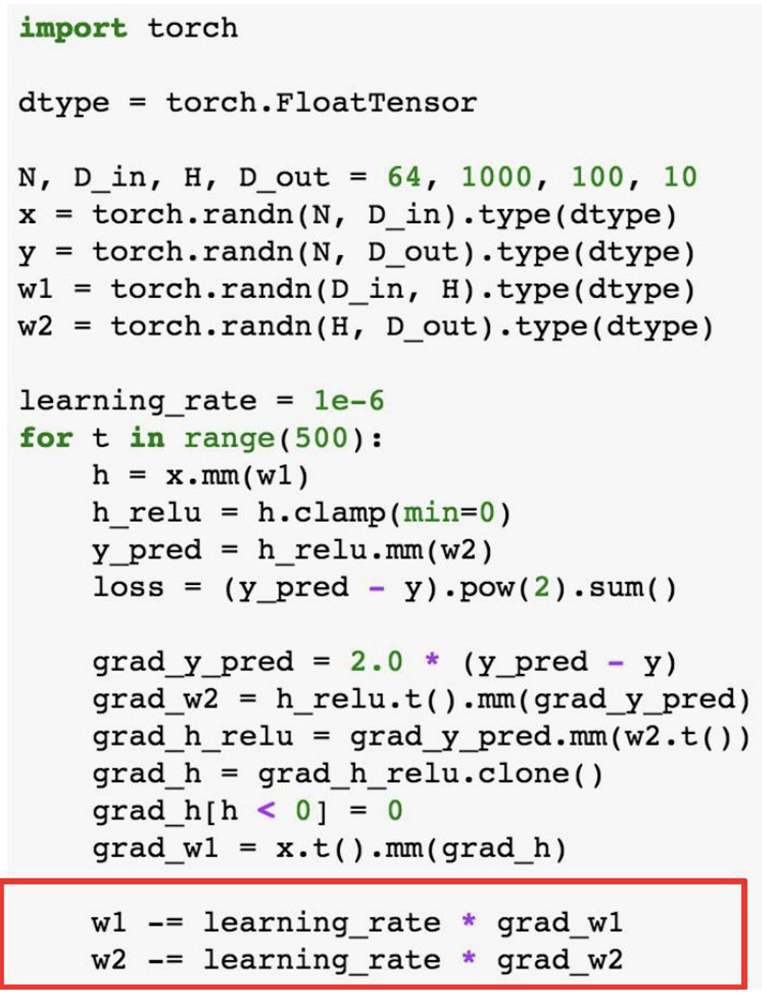 import torch
dtype = torch.FloatTensor
N, D_in, H, D_out = 64, 1000, 100, 10
x = torch.randn(N, D_in).type(dtype)
y = torch.randn(N, D_out).type(dtype)
w1 = torch.randn(D_in, H).type(dtype)
w2 = torch.randn(H, D_out).type(dtype)
learning_rate = 1e-6
for t in range(500):
    h = x.mm(w1)
    h_relu = h.clamp(min=0)
    y_pred = h_relu.mm(w2)
    loss = (y_pred - y).pow(2).sum()
    grad_y_pred = 2.0 * (y_pred - y)
    grad_w2 = h_relu.t().mm(grad_y_pred)
    grad_h_relu = grad_y_pred.mm(w2.t())
    grad_h = grad_h_relu.clone()
    grad_h[h < 0] = 0
    grad_w1 = x.t().mm(grad_h)
    w1 -= learning_rate * grad_w1
    w2 -= learning_rate * grad_w2